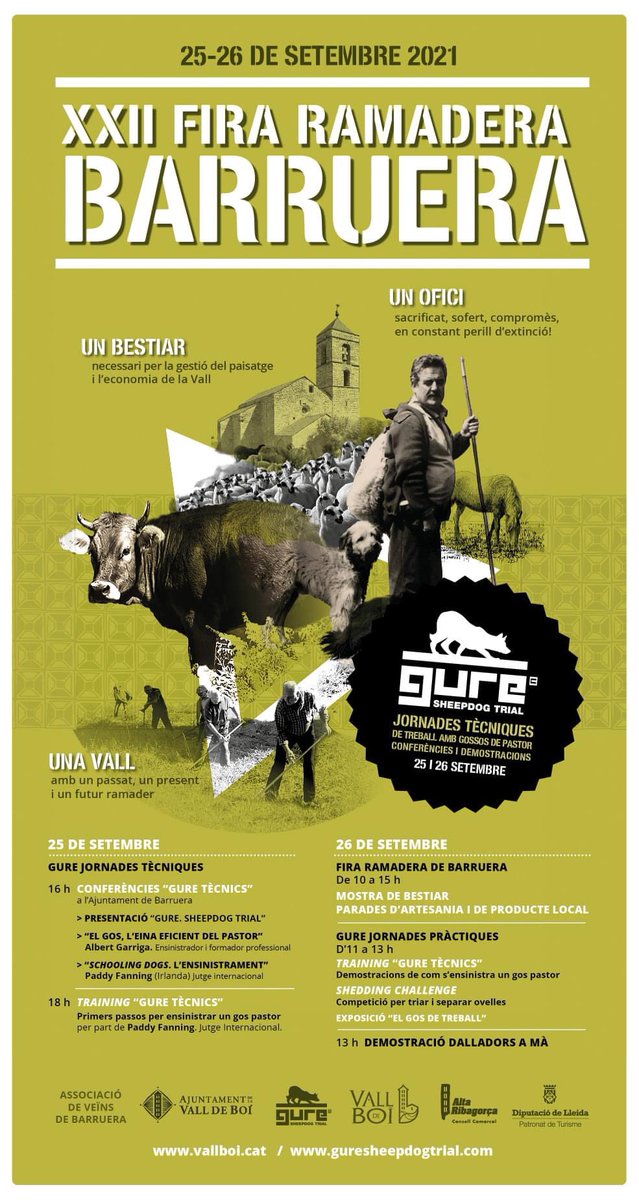 25-26 DE SETEMBRE 2021
XXII FIRA RAMADERA
BARRUERA
UN OFICI
sacrificat, sofert, compromès,
en constant perill d'extinció!
UN BESTIAR
necessari per la gestió del paisatge
i l'economia de la Vall
gure
SHEEPDOG TRIAL
JORNADES TÈCNIQUES
DE TREBALL AMB GOSSOS DE PASTOR
CONFERÈNCIES I DEMOSTRACIONS
25 I 26 SETEMBRE
UNA VALL
amb un passat, un present
i un futur ramader
25 DE SETEMBRE
GURE JORNADES TÈCNIQUES
16 h CONFERÈNCIES “GURE TÈCNICS”
a l'Ajuntament de Barruera
> PRESENTACIÓ “GURE. SHEEPDOG TRIAL”
> “EL GOS, L'EINA EFICIENT DEL PASTOR”
Albert Garriga. Ensinistrador i formador professional
> “SCHOOLING DOGS. L'ENSINISTRAMENT”
Paddy Fanning (Irlanda) Jutge internacional
18 h TRAINING “GURE TÈCNICS”
Primers passos per ensinistrar un gos pastor
per part de Paddy Fanning. Jutge Internacional.
26 DE SETEMBRE
FIRA RAMADERA DE BARRUERA
De 10 a 15 h
MOSTRA DE BESTIAR
PARADES D'ARTESANIA I DE PRODUCTE LOCAL
GURE JORNADES PRÀCTIQUES
D'11 a 13 h
TRAINING “GURE TÈCNICS”
Demostracions de com s'ensinistra un gos pastor
SHEDDING CHALLENGE
Competició per triar i separar ovelles
EXPOSICIÓ “EL GOS DE TREBALL”
13 h DEMOSTRACIÓ DALLADORS A MÀ
ASSOCIACIÓ
DE VEÏNS
DE BARRUERA
AJUNTAMENT DE LA
VALL DE BOÍ
gure
SHEEPDOG TRIAL
VALL
DE
BOÍ
Alta
Ribagorça
Consell Comarcal
Diputació de Lleida
Patronat de Turisme
www.vallboi.cat / www.guresheepdogtrial.com